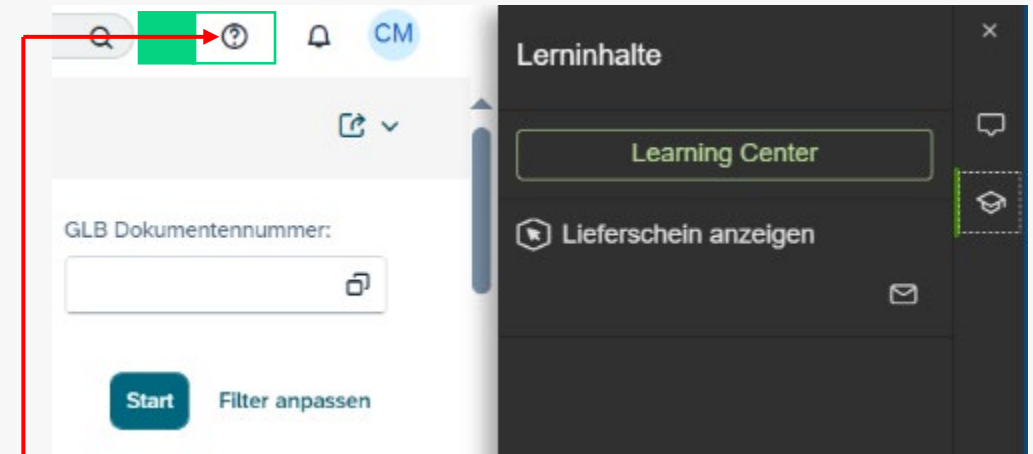 CM
GLB Dokumentennummer:
Start
Filter anpassen
Lerninhalte
Learning Center
Lieferschein anzeigen